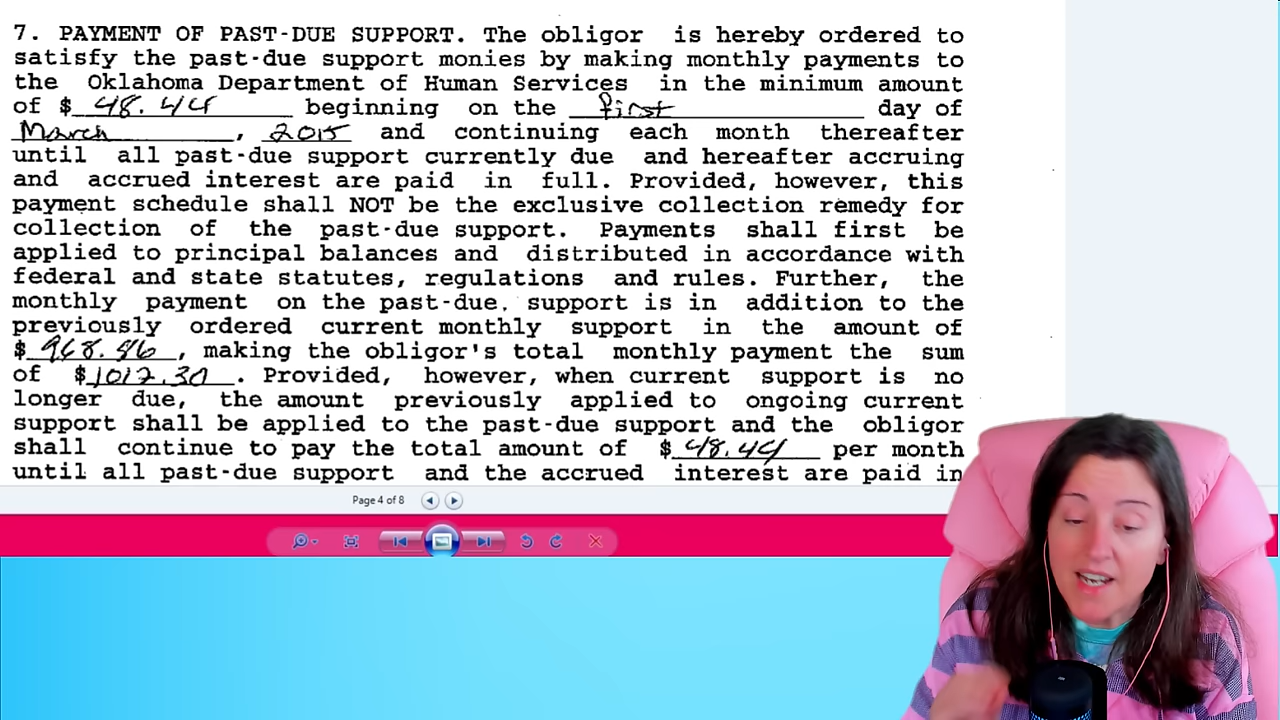 7. PAYMENT OF PAST-DUE SUPPORT. The obligor is hereby ordered to
satisfy the past-due support monies by making monthly payments to
the Oklahoma Department of Human Services in the minimum amount
of $ 48.44 beginning on the first day of
March, 2015 and continuing each month thereafter
until all past-due support currently due and hereafter accruing
and accrued interest are paid in full. Provided, however, this
payment schedule shall NOT be the exclusive collection remedy for
collection of the past-due support. Payments shall first be
applied to principal balances and distributed in accordance with
federal and state statutes, regulations and rules. Further, the
monthly payment on the past-due support is in addition to the
previously ordered current monthly support in the amount of
$ 968.86, making the obligor's total monthly payment the sum
of $1017.30. Provided, however, when current support is no
longer due, the amount previously applied to ongoing current
support shall be applied to the past-due support and the obligor
shall continue to pay the total amount of $ 48.44 per month
until all past-due support and the accrued interest are paid in
Page 4 of 8